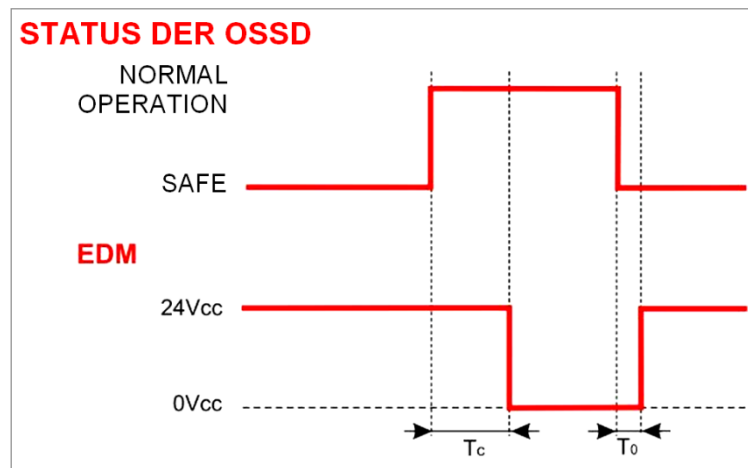 STATUS DER OSSD
NORMAL
OPERATION
SAFE
EDM
24Vcc
0Vcc
Tc
T0